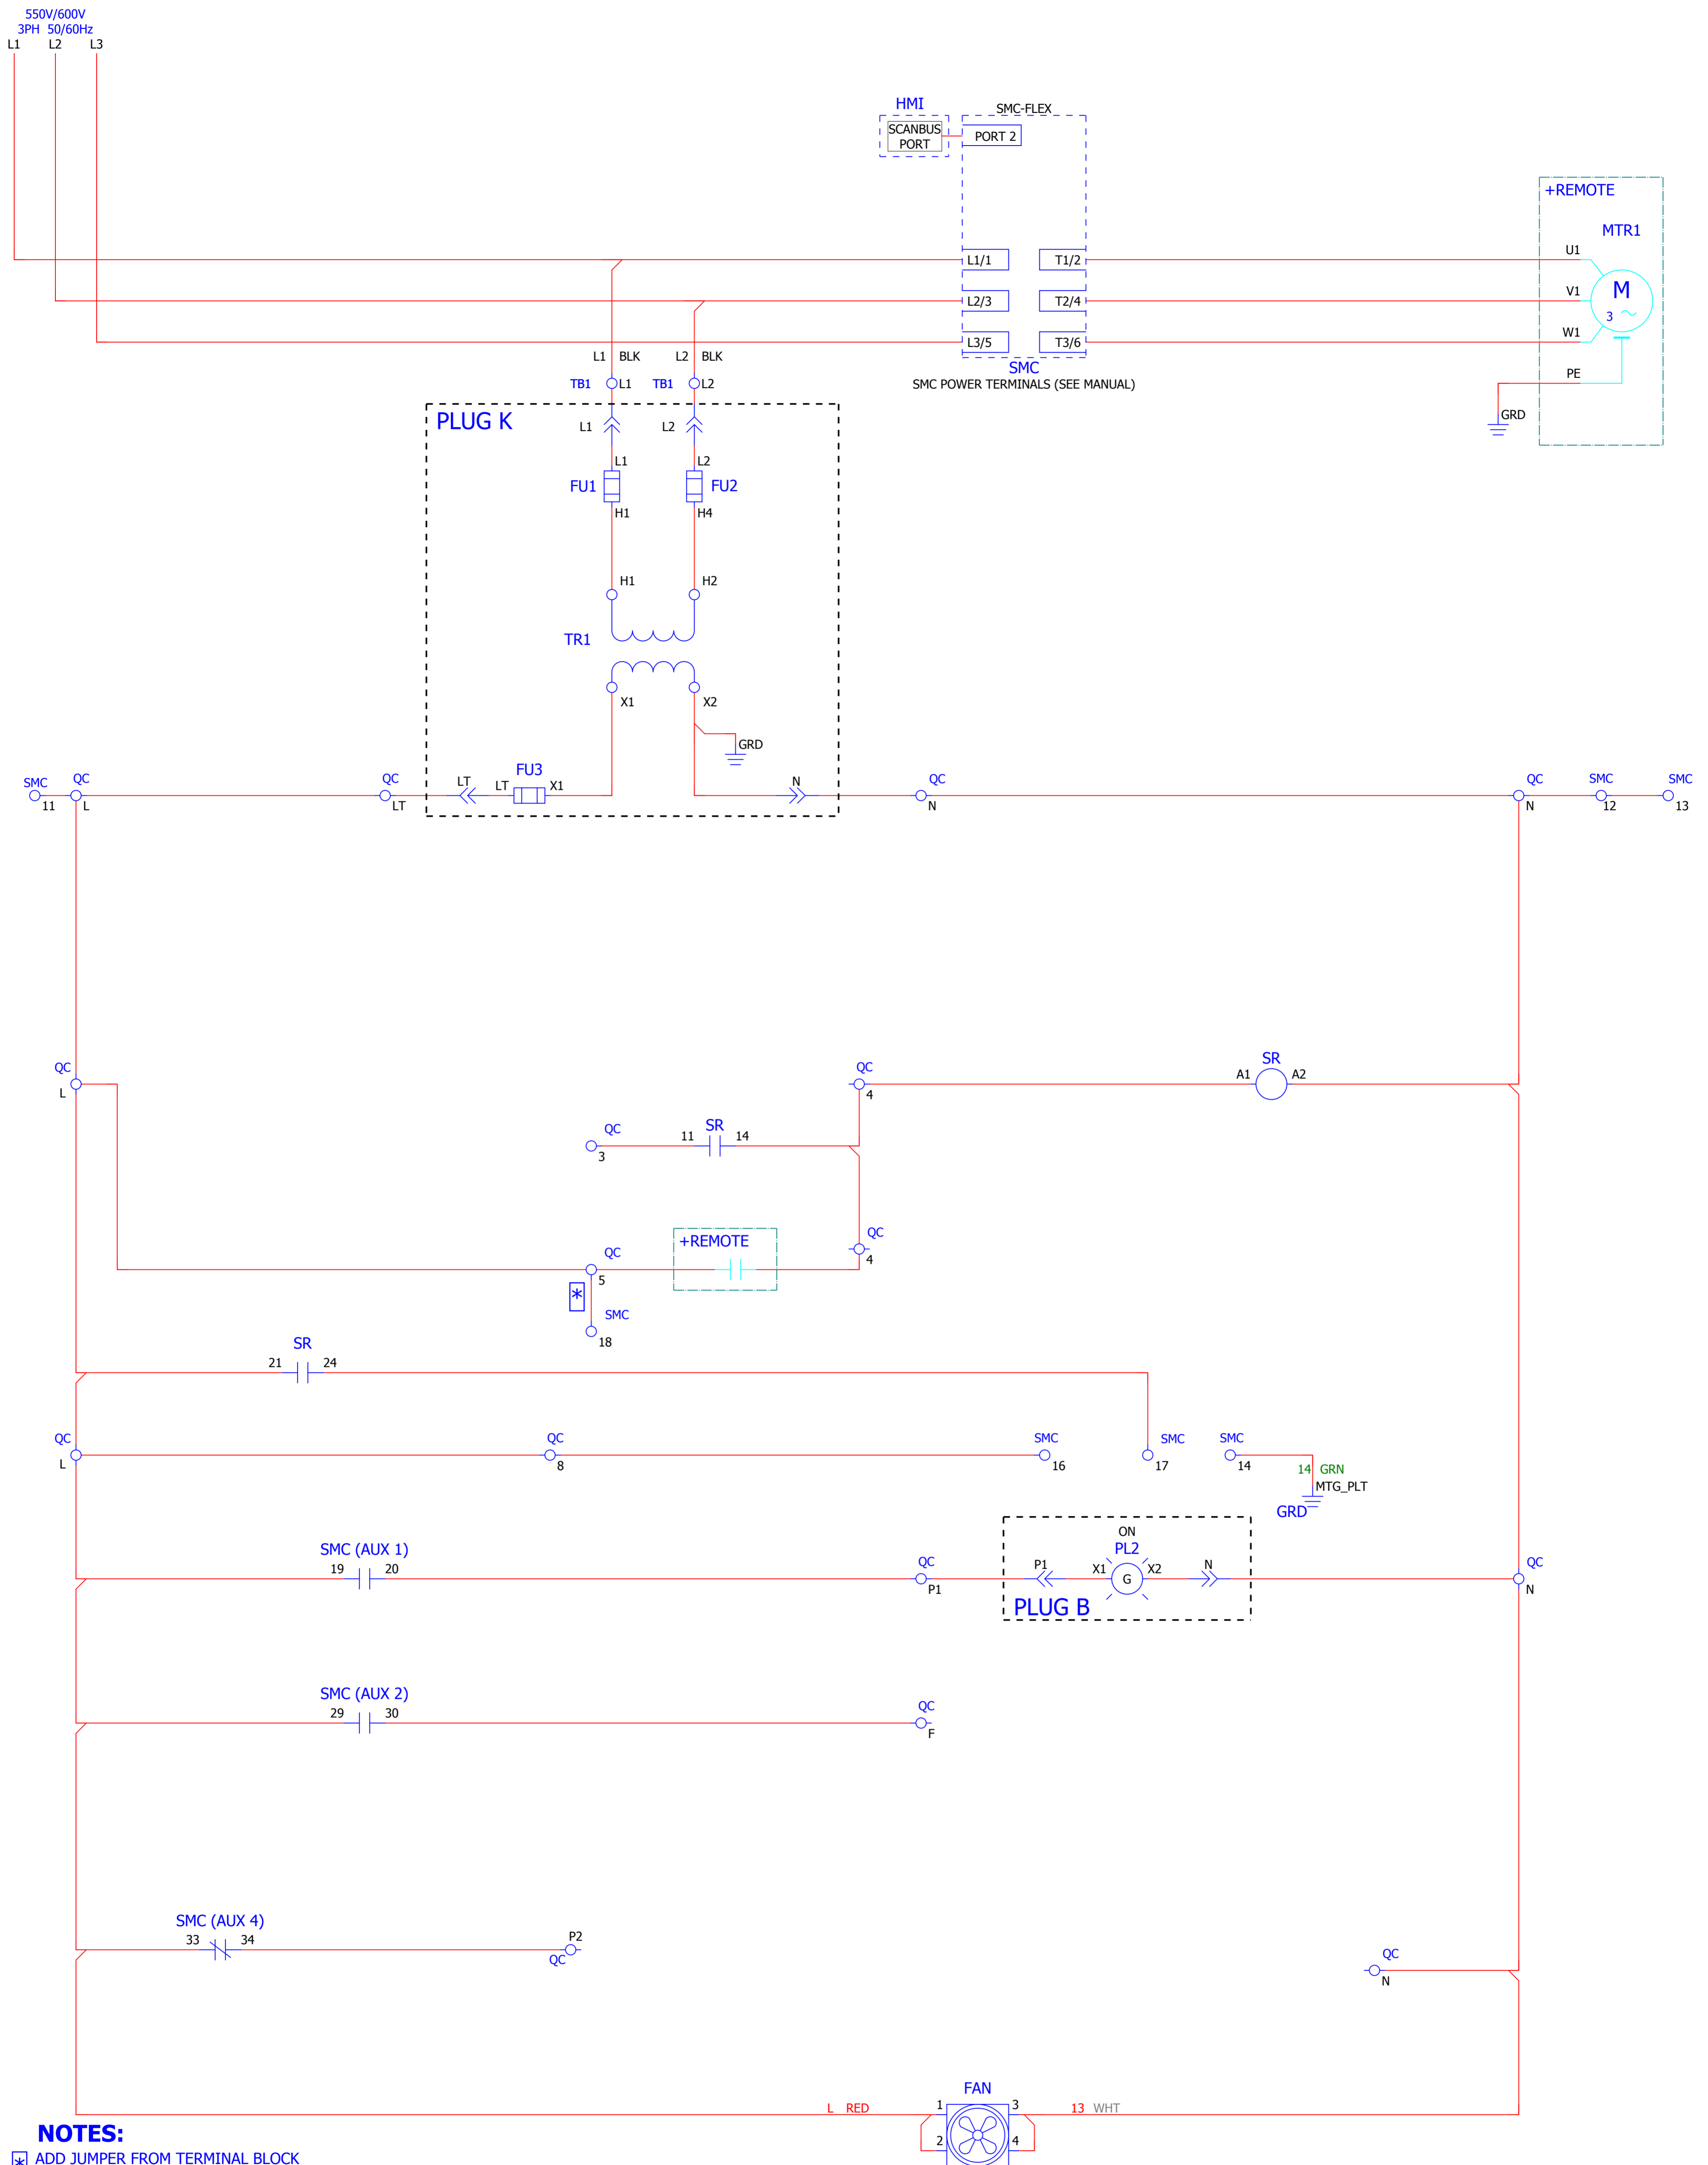 550V/600V
3PH 50/60Hz
L1 L2 L3
HMI
SMC-FLEX
SCANBUS
PORT
PORT 2
+REMOTE
MTR1
L1/1 T1/2 U1
M
3
L2/3 T2/4 V1
L3/5 T3/6 W1
L1 BLK L2 BLK
SMC
SMC POWER TERMINALS (SEE MANUAL)
PE
TB1 L1 TB1 L2
GRD
PLUG K
L1 L2
L1 L2
FU1 FU2
H1 H4
H1 H2
TR1
X1 X2
GRD
FU3
SMC QC QC LT LT X1 N QC QC SMC SMC
11 L LT N N 12 13
QC QC SR
A1 A2
L 4
QC SR
11 14
3
+REMOTE QC
4
QC
5
*
SMC
18
SR
21 24
QC QC SMC SMC SMC
L 8 16 17 14
14 GRN
MTG_PLT
GRD
ON
PL2
SMC (AUX 1)
19 20 QC P1 X1 G X2 N QC
P1 N
PLUG B
SMC (AUX 2)
29 30 QC
F
SMC (AUX 4)
33 34 P2
QC
QC
N
FAN
L RED 1 3 13 WHT
2 4
NOTES:
* ADD JUMPER FROM TERMINAL BLOCK